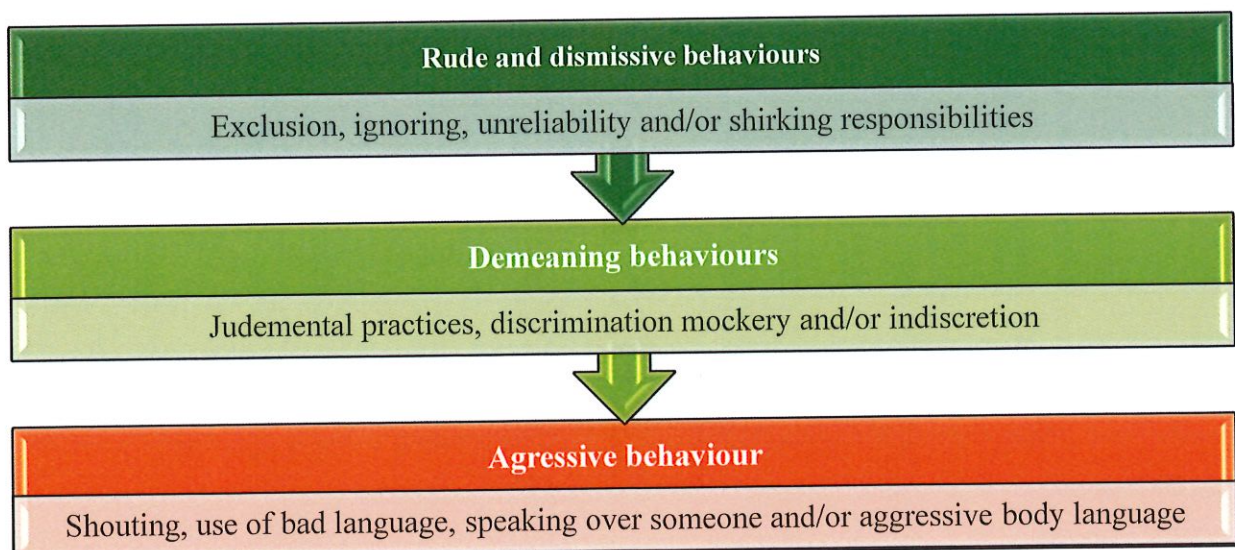 Rude and dismissive behaviours
Exclusion, ignoring, unreliability and/or shirking responsibilities
Demeaning behaviours
Judemental practices, discrimination mockery and/or indiscretion
Agressive behaviour
Shouting, use of bad language, speaking over someone and/or aggressive body language